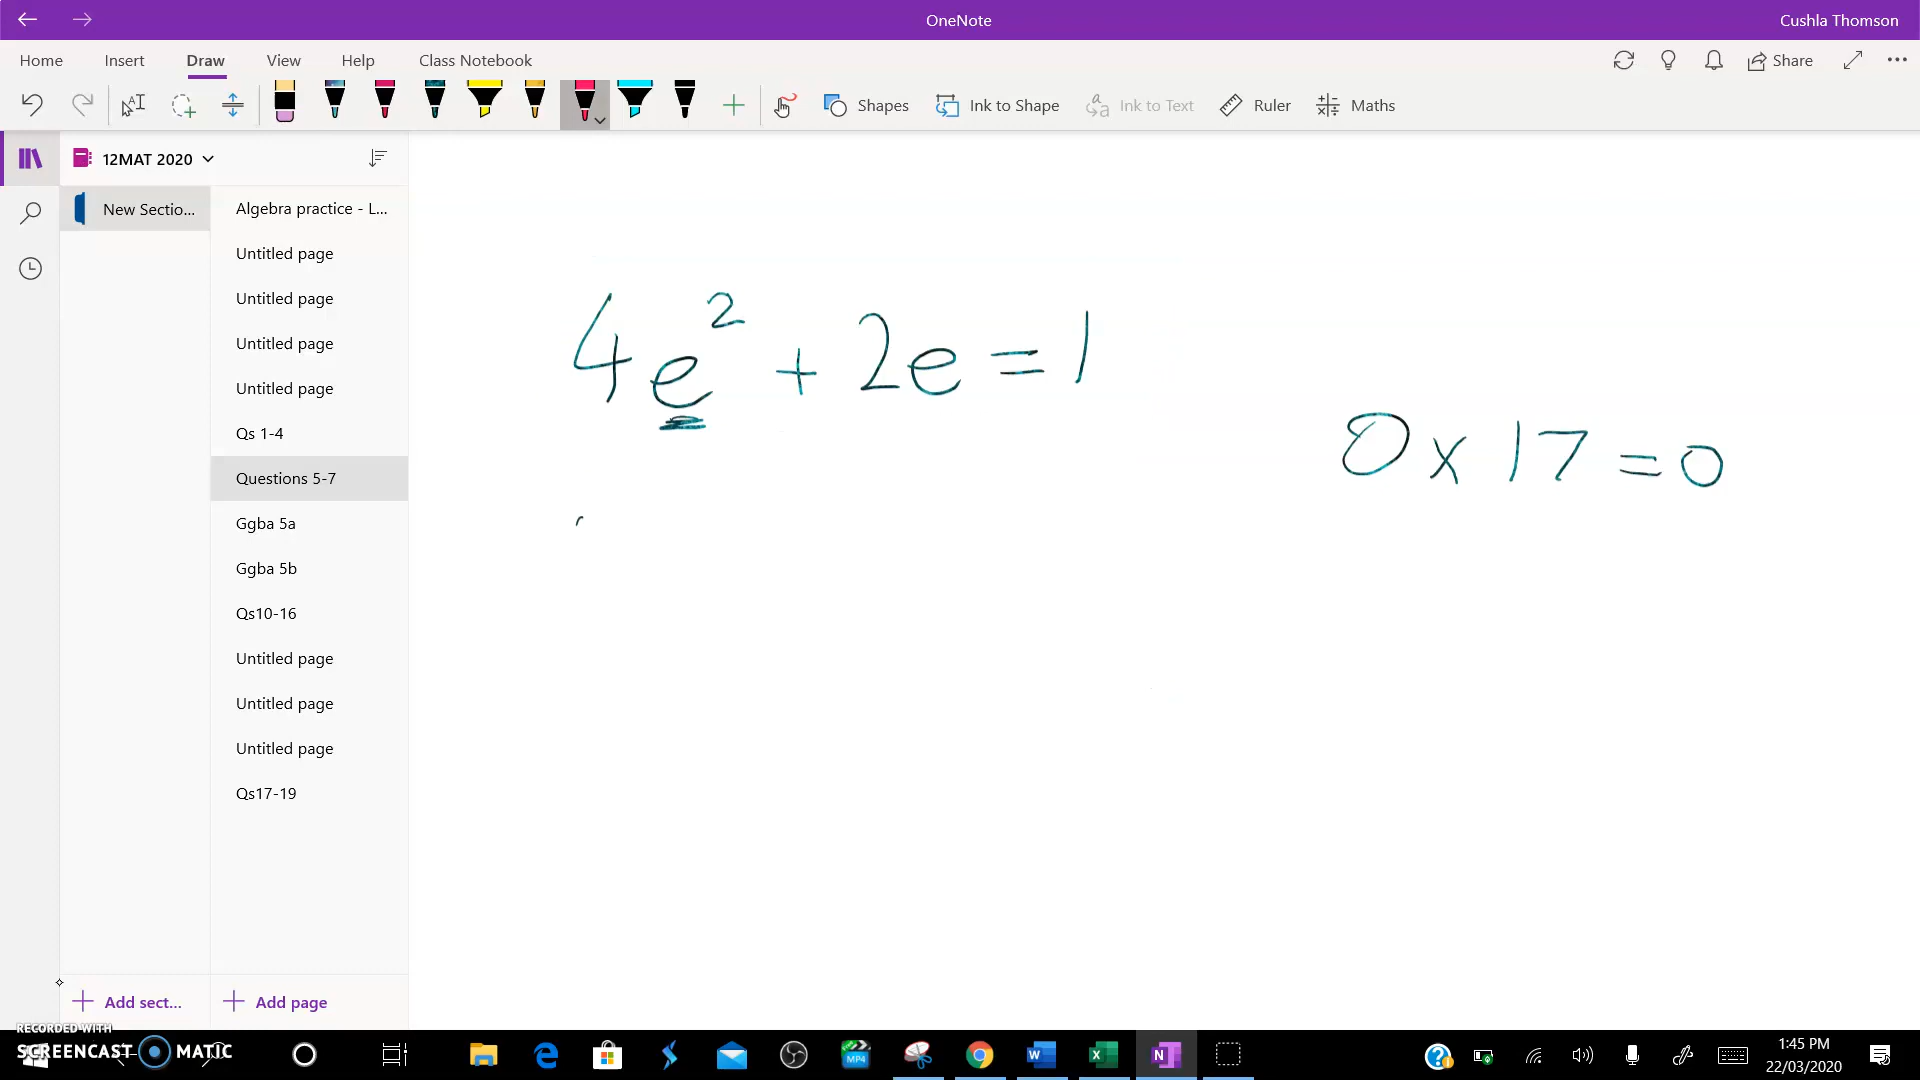 OneNote
Cushla Thomson
Home Insert Draw View Help Class Notebook
Share
Shapes Ink to Shape Ink to Text Ruler Maths
12MAT 2020
New Sectio...
Algebra practice - L...
Untitled page
Untitled page
Untitled page
Untitled page
Qs 1-4
Questions 5-7
Ggba 5a
Ggba 5b
Qs10-16
Untitled page
Untitled page
Untitled page
Qs17-19
4e² + 2e = 1
0 x 17 = 0
Add sect...
Add page
RECORDED WITH
SCREENCAST MATIC
MP4
1:45 PM
22/03/2020